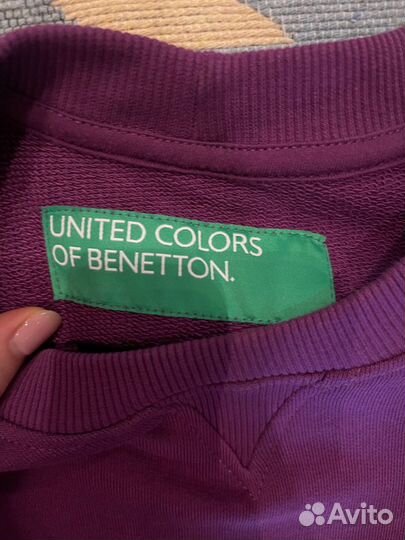 UNITED COLORS
OF BENETTON.
Avito